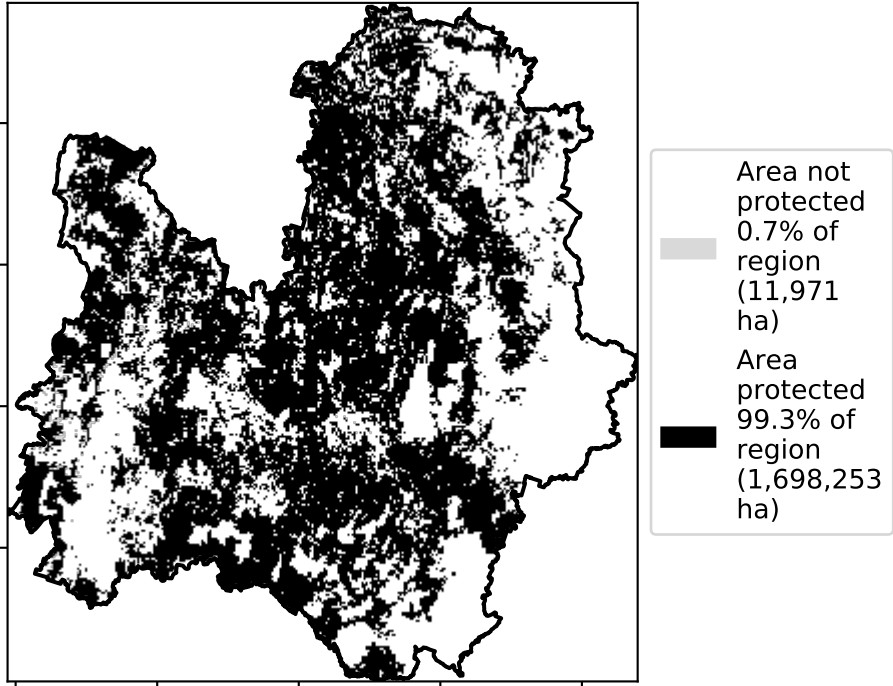 Area not
protected
0.7% of
region
(11,971
ha)
Area
protected
99.3% of
region
(1,698,253
ha)